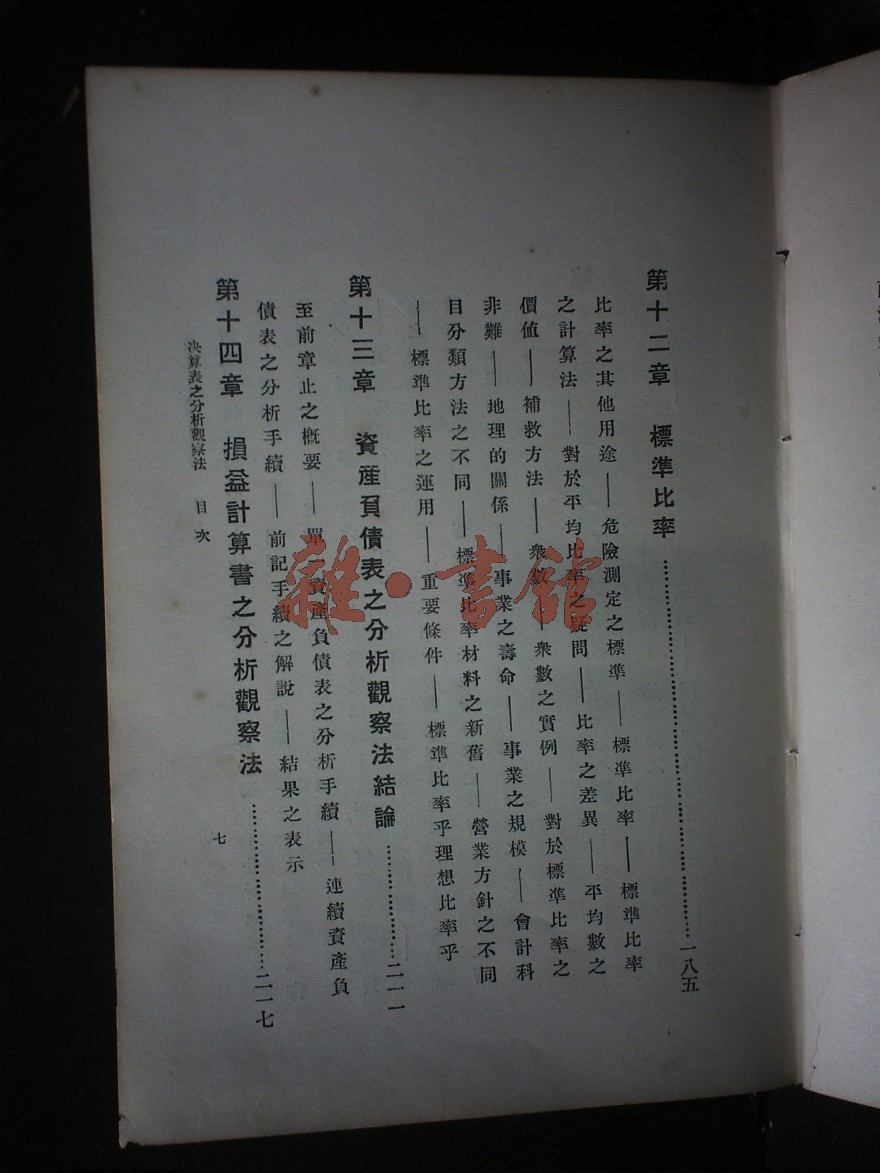 第十二章　標準比率……一八五
比率之其他用途——危險測定之標準——標準比率——標準比率
之計算法——對於平均比率之疑問——比率之差異——平均數之
價值——補救方法——衆數——衆數之實例——對於標準比率之
非難——地理的關係——事業之壽命——事業之規模——會計科
目分類方法之不同——標準比率材料之新舊——營業方針之不同
——標準比率之運用——重要條件——標準比率乎理想比率乎
第十三章　資產負債表之分析觀察法結論……二一一
至前章止之概要——單一資產負債表之分析手續——連續資產負
債表之分析手續——前記手續之解說——結果之表示
第十四章　損益計算書之分析觀察法……二一七
決算表之分析觀察法　目次
七
雜·書館